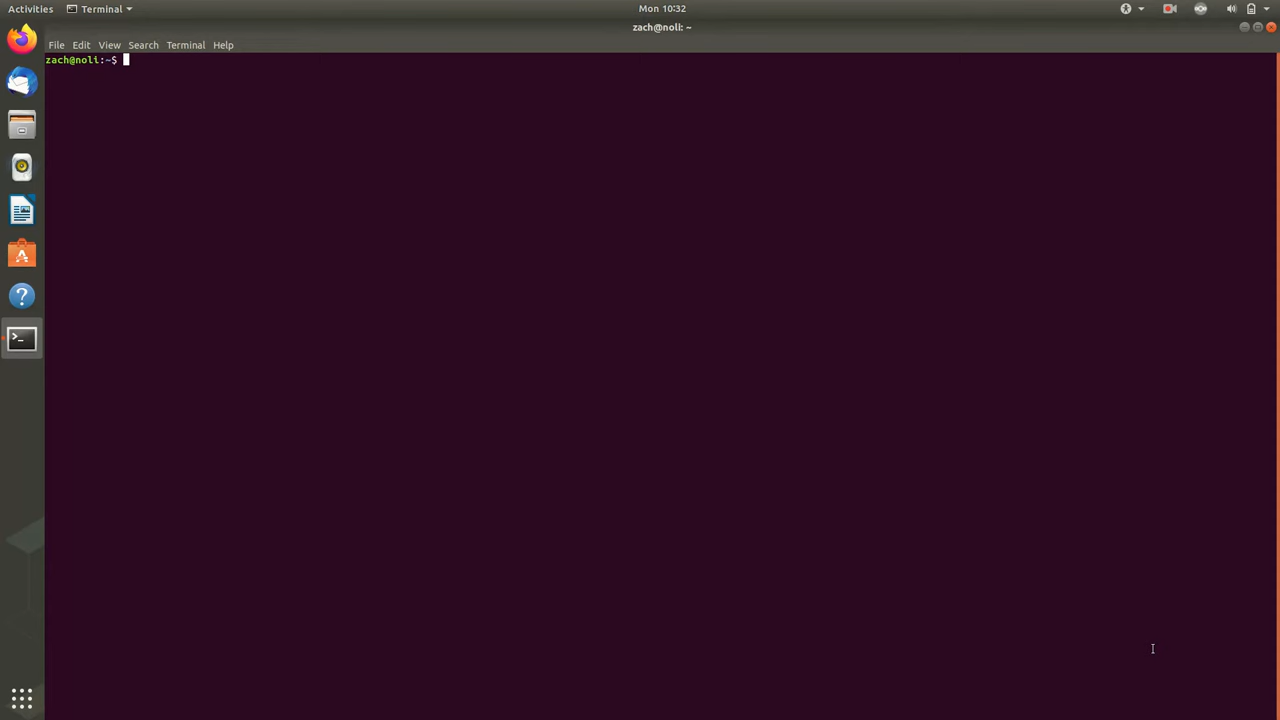 Activities Terminal Mon 10:32
zach@noli: ~
File Edit View Search Terminal Help
zach@noli:~$